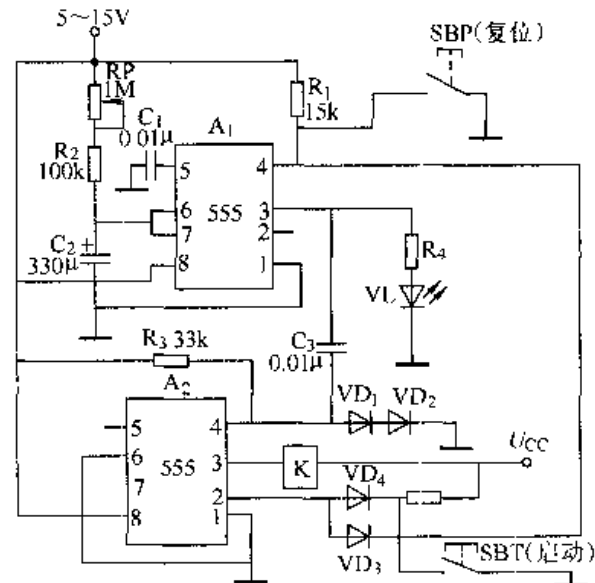 5～15V
SBP(复位)
RP
1M
R₁
15k
C₁
0.01μ
A₁
R₂
100k
5
4
6
555
3
7
2
8
1
C₂
+
330μ
R₄
VL
R₃ 33k
C₃
0.01μ
A₂
VD₁
VD₂
5
4
6
555
3
K
7
2
8
1
VD₄
U_CC
VD₃
SBT(启动)